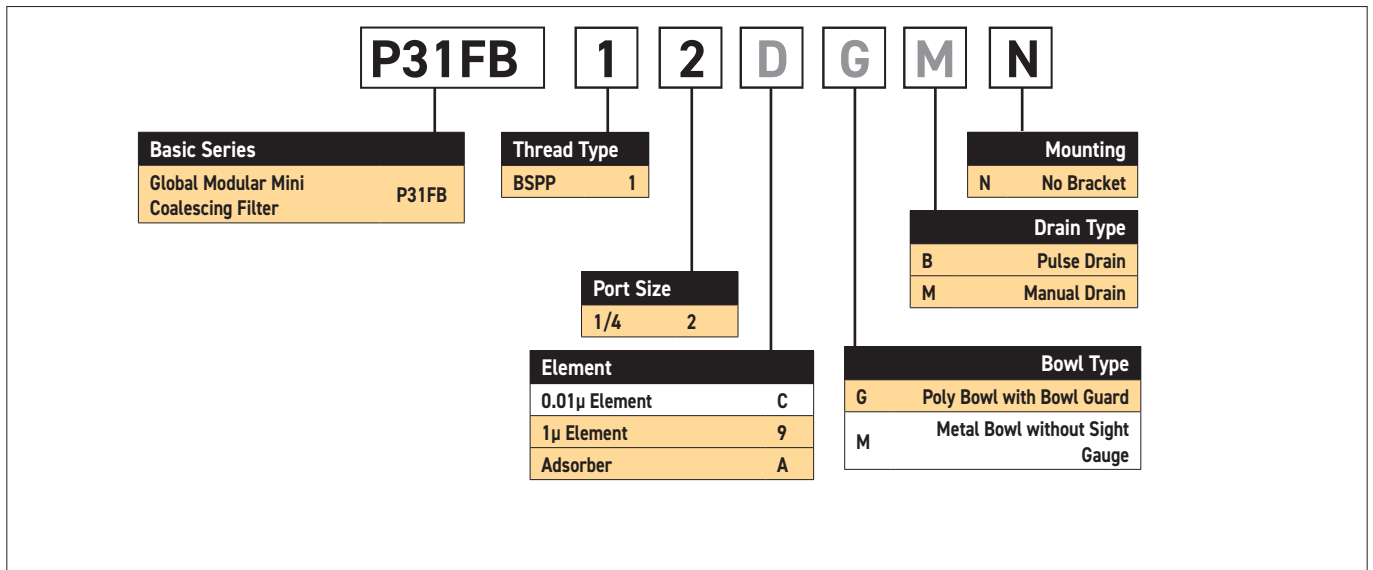 P31FB 1 2 D G M N
Basic Series
Global Modular Mini
Coalescing Filter P31FB
Thread Type
BSPP 1
Mounting
N No Bracket
Drain Type
B Pulse Drain
M Manual Drain
Port Size
1/4 2
Element
0.01µ Element C
1µ Element 9
Adsorber A
Bowl Type
G Poly Bowl with Bowl Guard
M Metal Bowl without Sight
Gauge